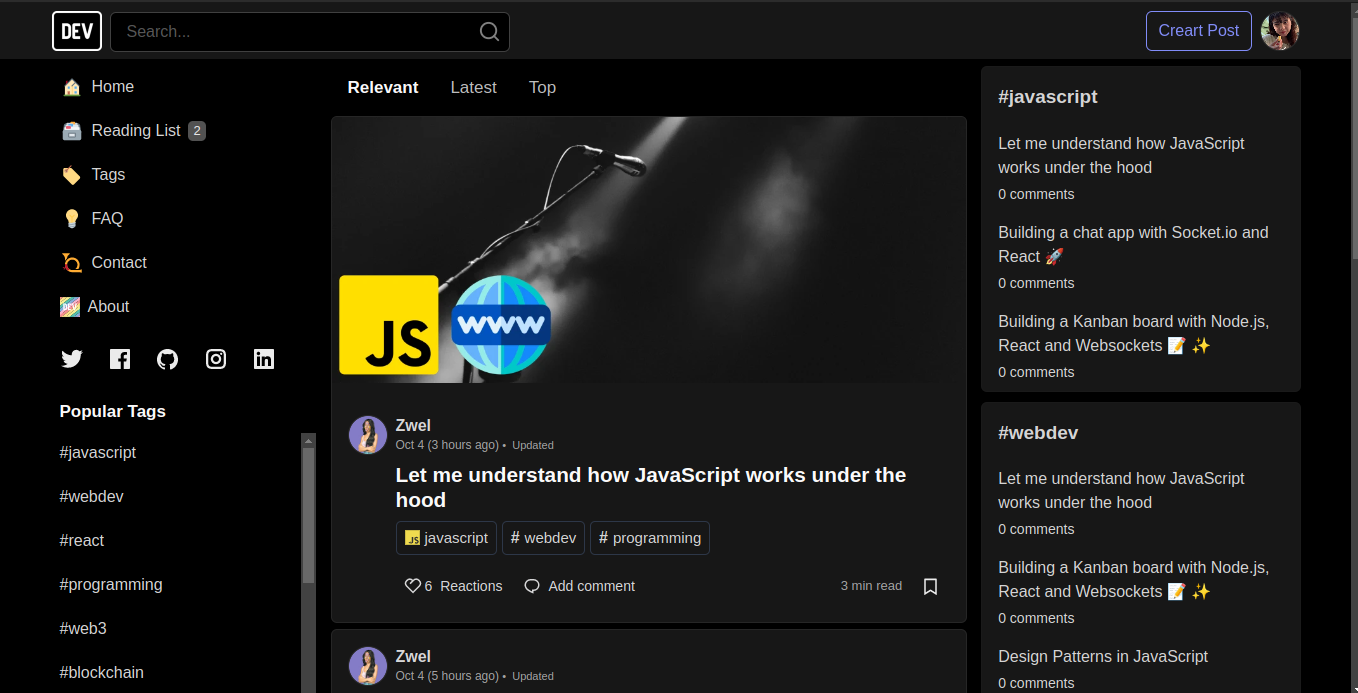 DEV
Search...
Creart Post
Home
Reading List 2
Tags
FAQ
Contact
DEV About
Popular Tags
#javascript
#webdev
#react
#programming
#web3
#blockchain
Relevant Latest Top
JS
WWW
Zwel
Oct 4 (3 hours ago) • Updated
Let me understand how JavaScript works under the
hood
JS javascript # webdev # programming
6 Reactions Add comment 3 min read
Zwel
Oct 4 (5 hours ago) • Updated
#javascript
Let me understand how JavaScript
works under the hood
0 comments
Building a chat app with Socket.io and
React 🚀
0 comments
Building a Kanban board with Node.js,
React and Websockets 📝 ✨
0 comments
#webdev
Let me understand how JavaScript
works under the hood
0 comments
Building a Kanban board with Node.js,
React and Websockets 📝 ✨
0 comments
Design Patterns in JavaScript
0 comments